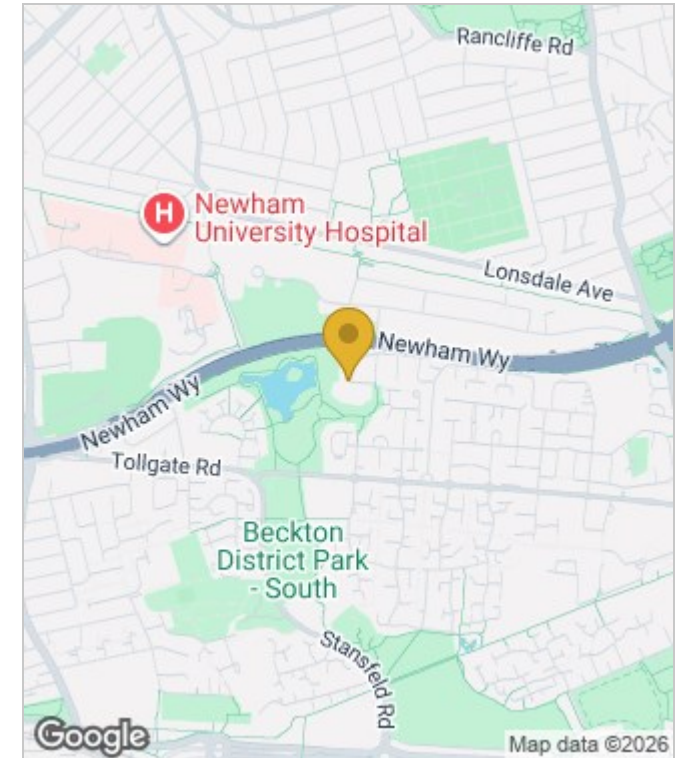 Rancliffe Rd
H
Newham
University Hospital
Lonsdale Ave
Newham Wy
Newham Wy
Tollgate Rd
Beckton
District Park
- South
Stansfeld Rd
Google
Map data ©2026